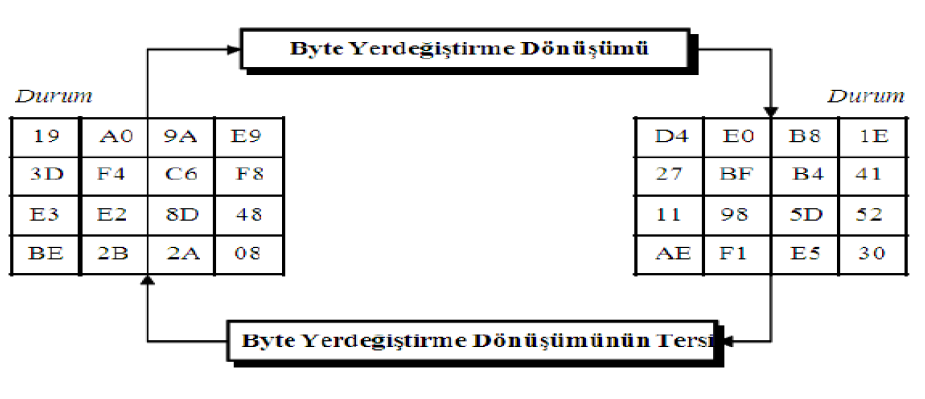 Byte Yerdeğiştirme Dönüşümü
Durum
Durum
19 A0 9A E9
3D F4 C6 F8
E3 E2 8D 48
BE 2B 2A 08
D4 E0 B8 1E
27 BF B4 41
11 98 5D 52
AE F1 E5 30
Byte Yerdegiştirme Dönüşümünün Tersi